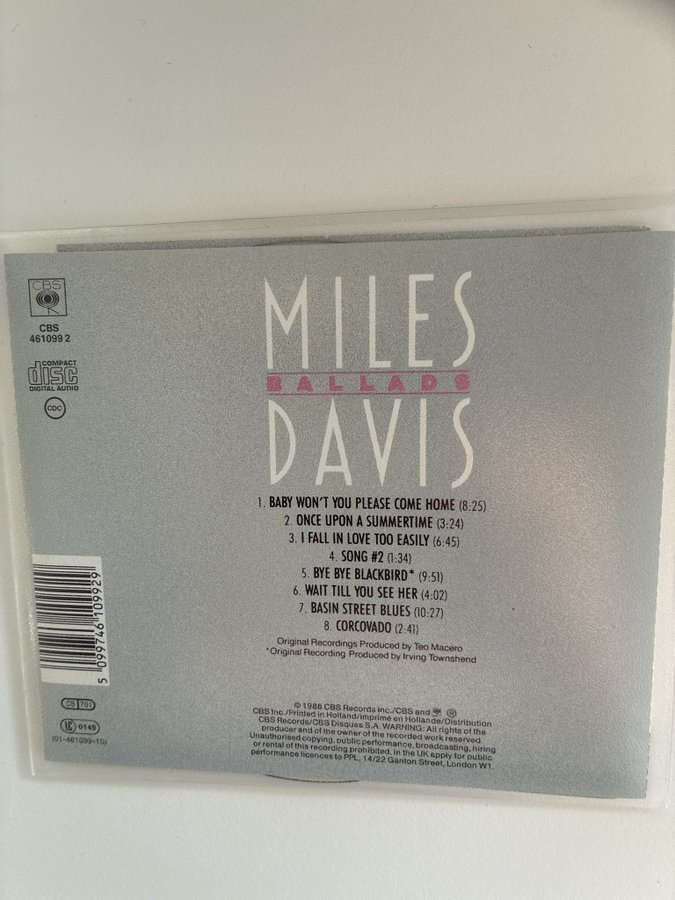 CBS
CBS
461099 2
COMPACT
disc
DIGITAL AUDIO
CDC
MILES
BALLADS
DAVIS
1. BABY WON'T YOU PLEASE COME HOME (8:25)
2. ONCE UPON A SUMMERTIME (3:24)
3. I FALL IN LOVE TOO EASILY (6:45)
4. SONG #2 (1:34)
5. BYE BYE BLACKBIRD* (9:51)
6. WAIT TILL YOU SEE HER (4:02)
7. BASIN STREET BLUES (10:27)
8. CORCOVADO (2:41)
Original Recordings Produced by Teo Macero
*Original Recording Produced by Irving Townshend
5 099746 109929
CB 701
LC 0149
(01-461099-10)
© 1988 CBS Records Inc./CBS and ℗
CBS Inc./Printed in Holland/Imprimé en Hollande/Distribution
CBS Records/CBS Disques S.A. WARNING: All rights of the
producer and of the owner of the recorded work reserved.
Unauthorised copying, public performance, broadcasting, hiring
or rental of this recording prohibited. In the UK apply for public
performance licences to PPL, 14/22 Ganton Street, London W1.